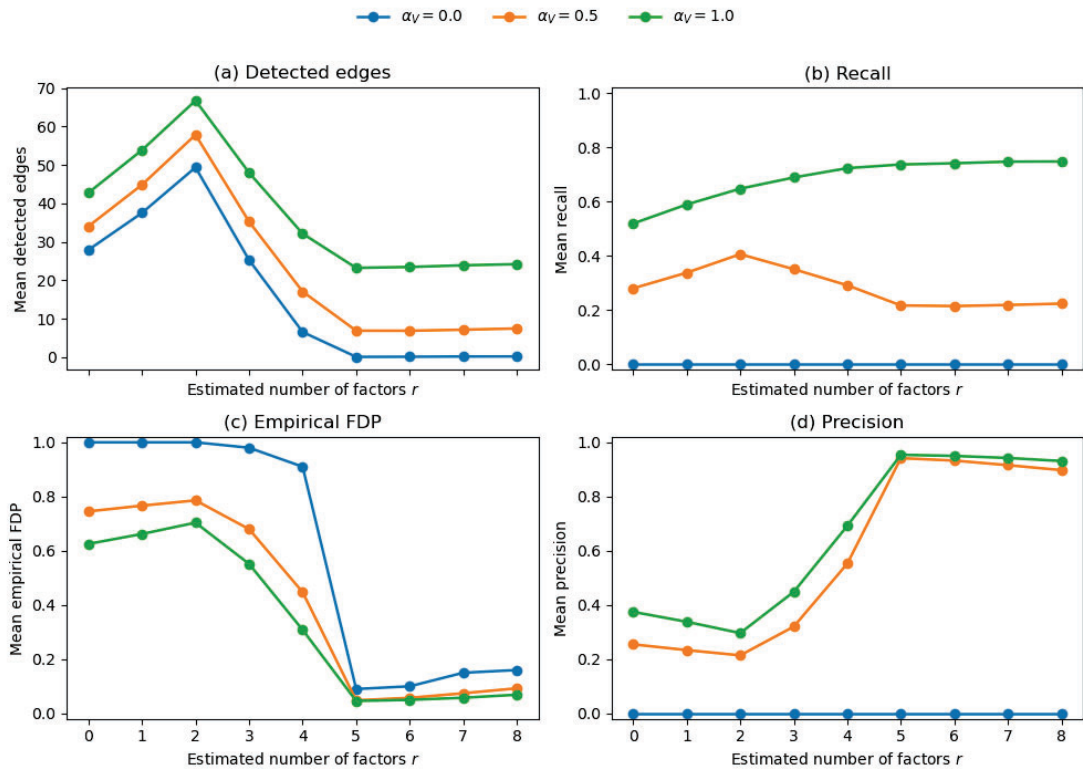 α_V = 0.0 α_V = 0.5 α_V = 1.0
(a) Detected edges
Mean detected edges
70
60
50
40
30
20
10
0
Estimated number of factors r
(b) Recall
Mean recall
1.0
0.8
0.6
0.4
0.2
0.0
Estimated number of factors r
(c) Empirical FDP
Mean empirical FDP
1.0
0.8
0.6
0.4
0.2
0.0
0 1 2 3 4 5 6 7 8
Estimated number of factors r
(d) Precision
Mean precision
1.0
0.8
0.6
0.4
0.2
0.0
0 1 2 3 4 5 6 7 8
Estimated number of factors r